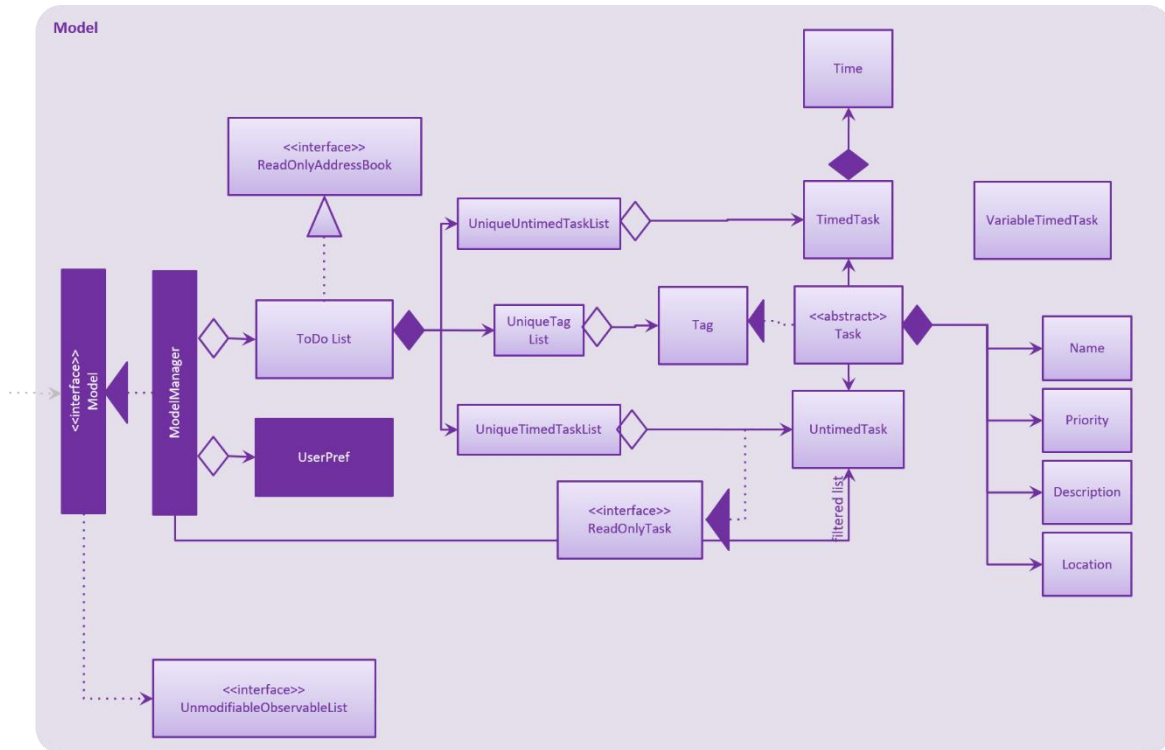 Model
Time
<<interface>>
ReadOnlyAddressBook
UniqueUntimedTaskList
TimedTask
VariableTimedTask
<<interface>>
Model
ModelManager
ToDo List
UniqueTag
List
Tag
<<abstract>>
Task
Name
UniqueTimedTaskList
UntimedTask
Priority
UserPref
<<interface>>
ReadOnlyTask
filtered list
Description
Location
<<interface>>
UnmodifiableObservableList